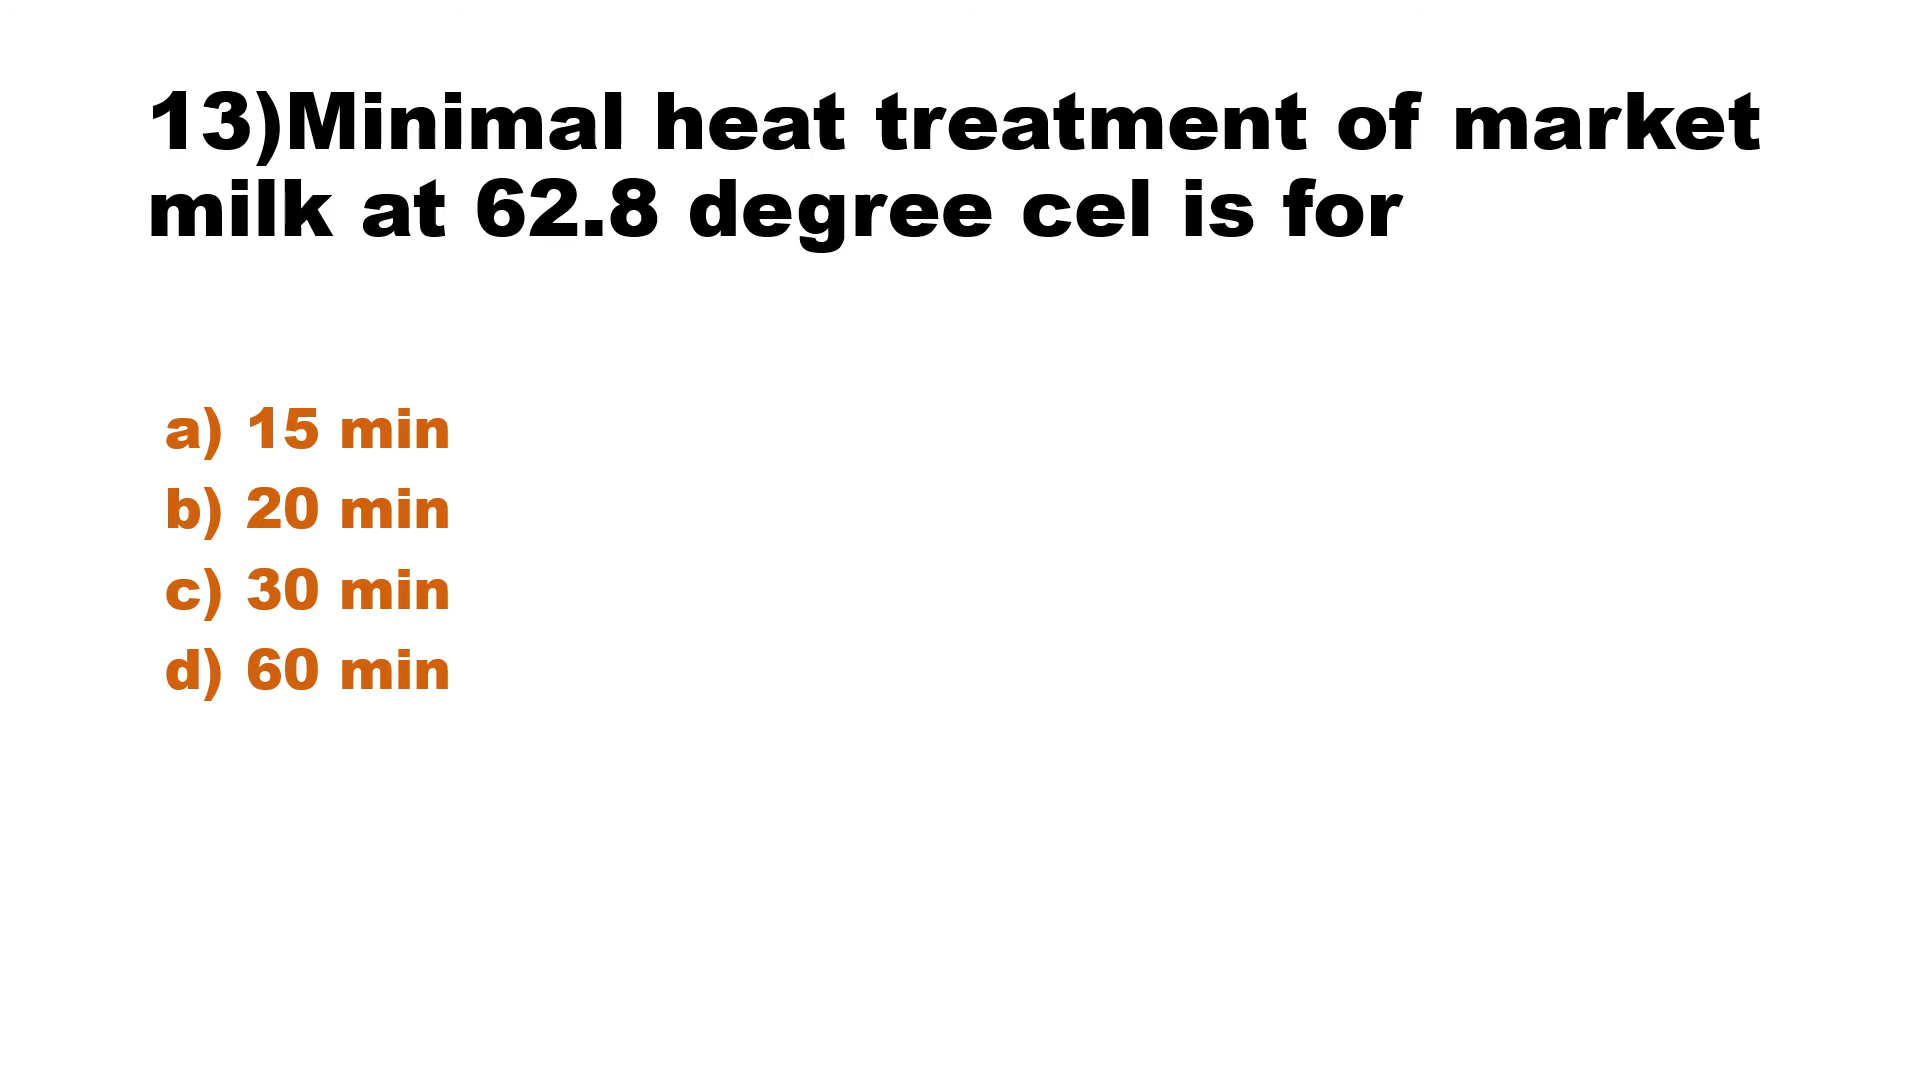 13)Minimal heat treatment of market
milk at 62.8 degree cel is for
a) 15 min
b) 20 min
c) 30 min
d) 60 min